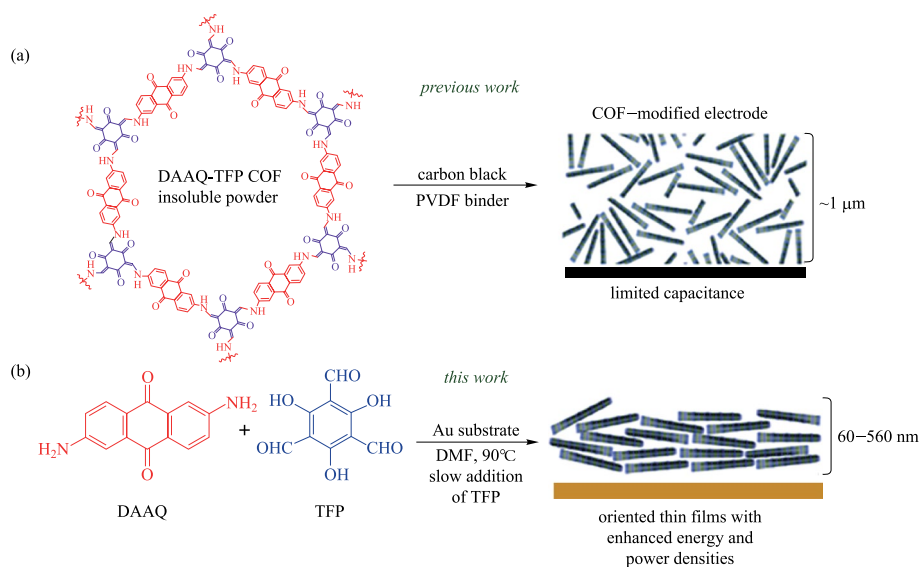 (a)
previous work
DAAQ-TFP COF
insoluble powder
carbon black
PVDF binder
COF−modified electrode
~1 μm
limited capacitance
(b)
this work
O
NH₂
H₂N
O
DAAQ
+
CHO
HO
OH
OHC
CHO
OH
TFP
Au substrate
DMF, 90℃
slow addition
of TFP
60−560 nm
oriented thin films with
enhanced energy and
power densities